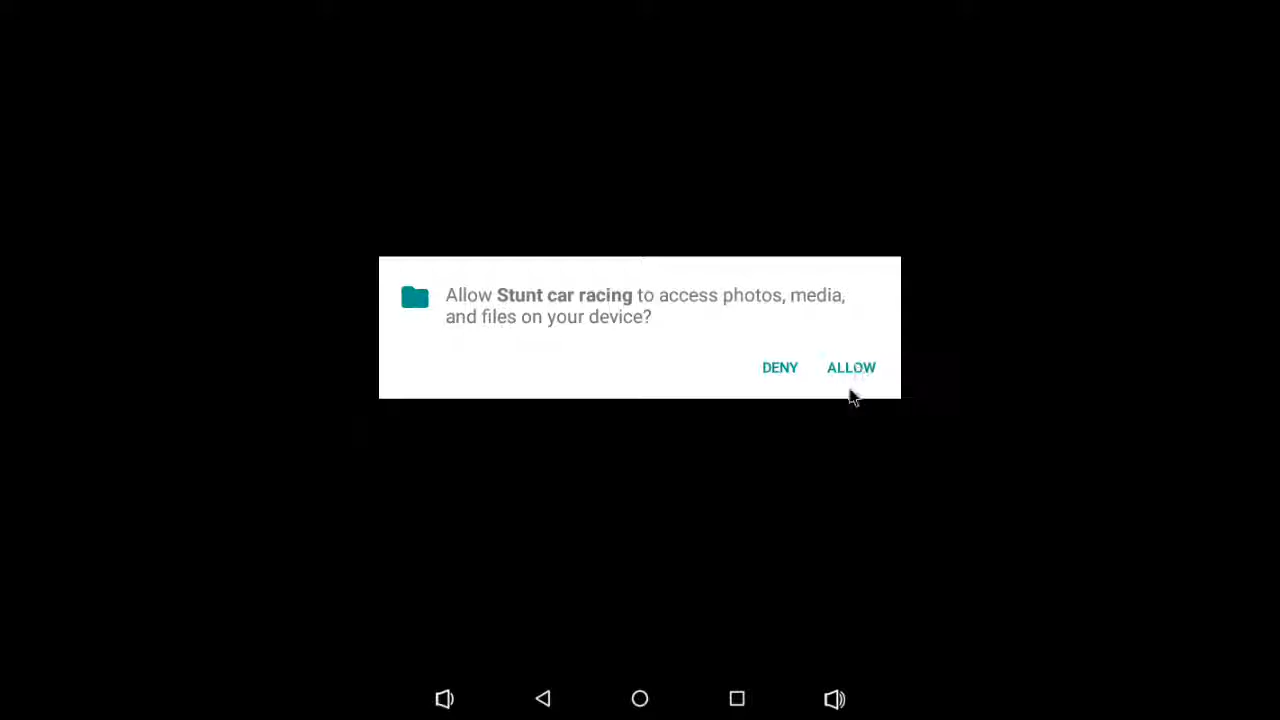 Allow Stunt car racing to access photos, media,
and files on your device?
DENY ALLOW